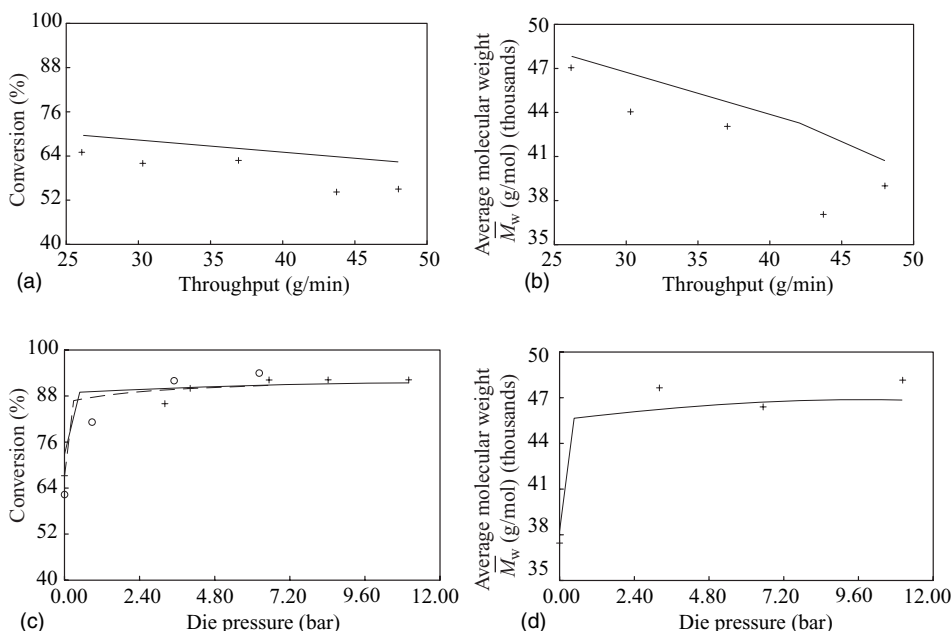 100
88
76
64
52
40
Conversion (%)
25 30 35 40 45 50
Throughput (g/min)
(a)
50
47
44
41
38
35
Average molecular weight
M̅w (g/mol) (thousands)
25 30 35 40 45 50
Throughput (g/min)
(b)
100
88
76
64
52
40
Conversion (%)
0.00 2.40 4.80 7.20 9.60 12.00
Die pressure (bar)
(c)
50
47
44
41
38
35
Average molecular weight
M̅w (g/mol) (thousands)
0.00 2.40 4.80 7.20 9.60 12.00
Die pressure (bar)
(d)